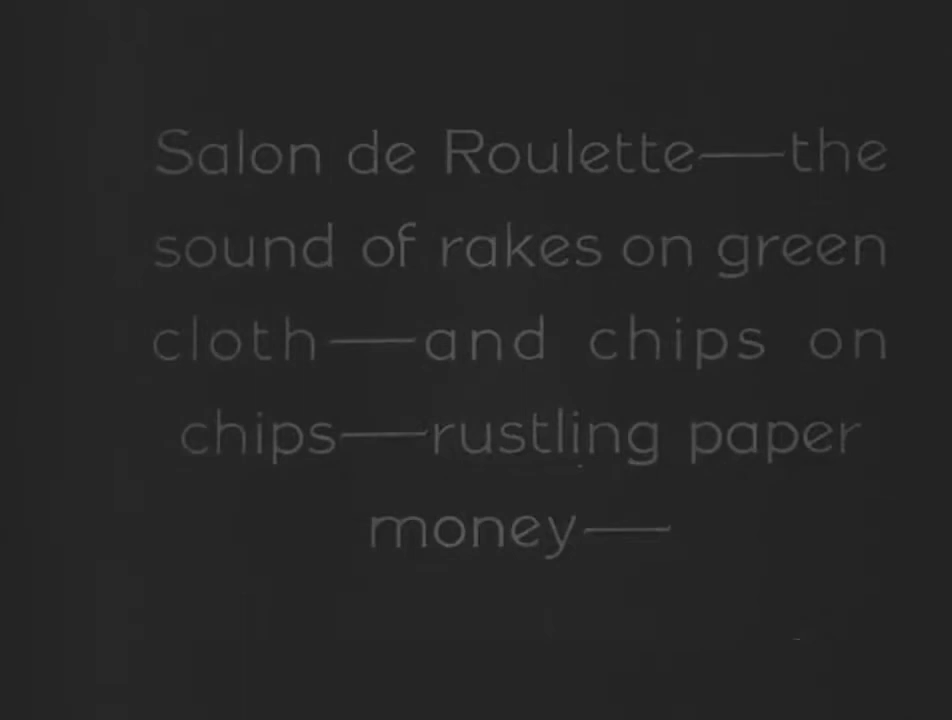 Salon de Roulette—the
sound of rakes on green
cloth—and chips on
chips—rustling paper
money—